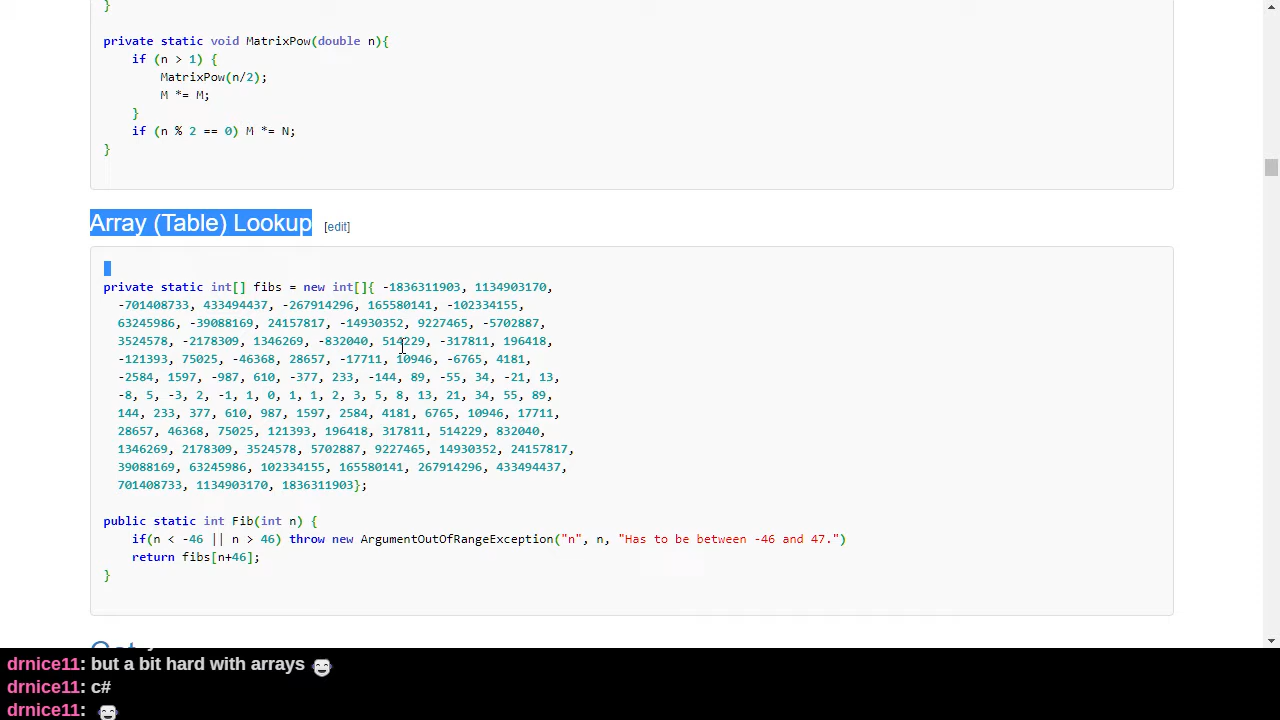 }
private static void MatrixPow(double n){
if (n > 1) {
MatrixPow(n/2);
M *= M;
}
if (n % 2 == 0) M *= N;
}
Array (Table) Lookup [edit]
private static int[] fibs = new int[]{ -1836311903, 1134903170,
-701408733, 433494437, -267914296, 165580141, -102334155,
63245986, -39088169, 24157817, -14930352, 9227465, -5702887,
3524578, -2178309, 1346269, -832040, 514229, -317811, 196418,
-121393, 75025, -46368, 28657, -17711, 10946, -6765, 4181,
-2584, 1597, -987, 610, -377, 233, -144, 89, -55, 34, -21, 13,
-8, 5, -3, 2, -1, 1, 0, 1, 1, 2, 3, 5, 8, 13, 21, 34, 55, 89,
144, 233, 377, 610, 987, 1597, 2584, 4181, 6765, 10946, 17711,
28657, 46368, 75025, 121393, 196418, 317811, 514229, 832040,
1346269, 2178309, 3524578, 5702887, 9227465, 14930352, 24157817,
39088169, 63245986, 102334155, 165580141, 267914296, 433494437,
701408733, 1134903170, 1836311903};
public static int Fib(int n) {
if(n < -46 || n > 46) throw new ArgumentOutOfRangeException("n", n, "Has to be between -46 and 47.")
return fibs[n+46];
}
drnice11: but a bit hard with arrays
drnice11: c#
drnice11: